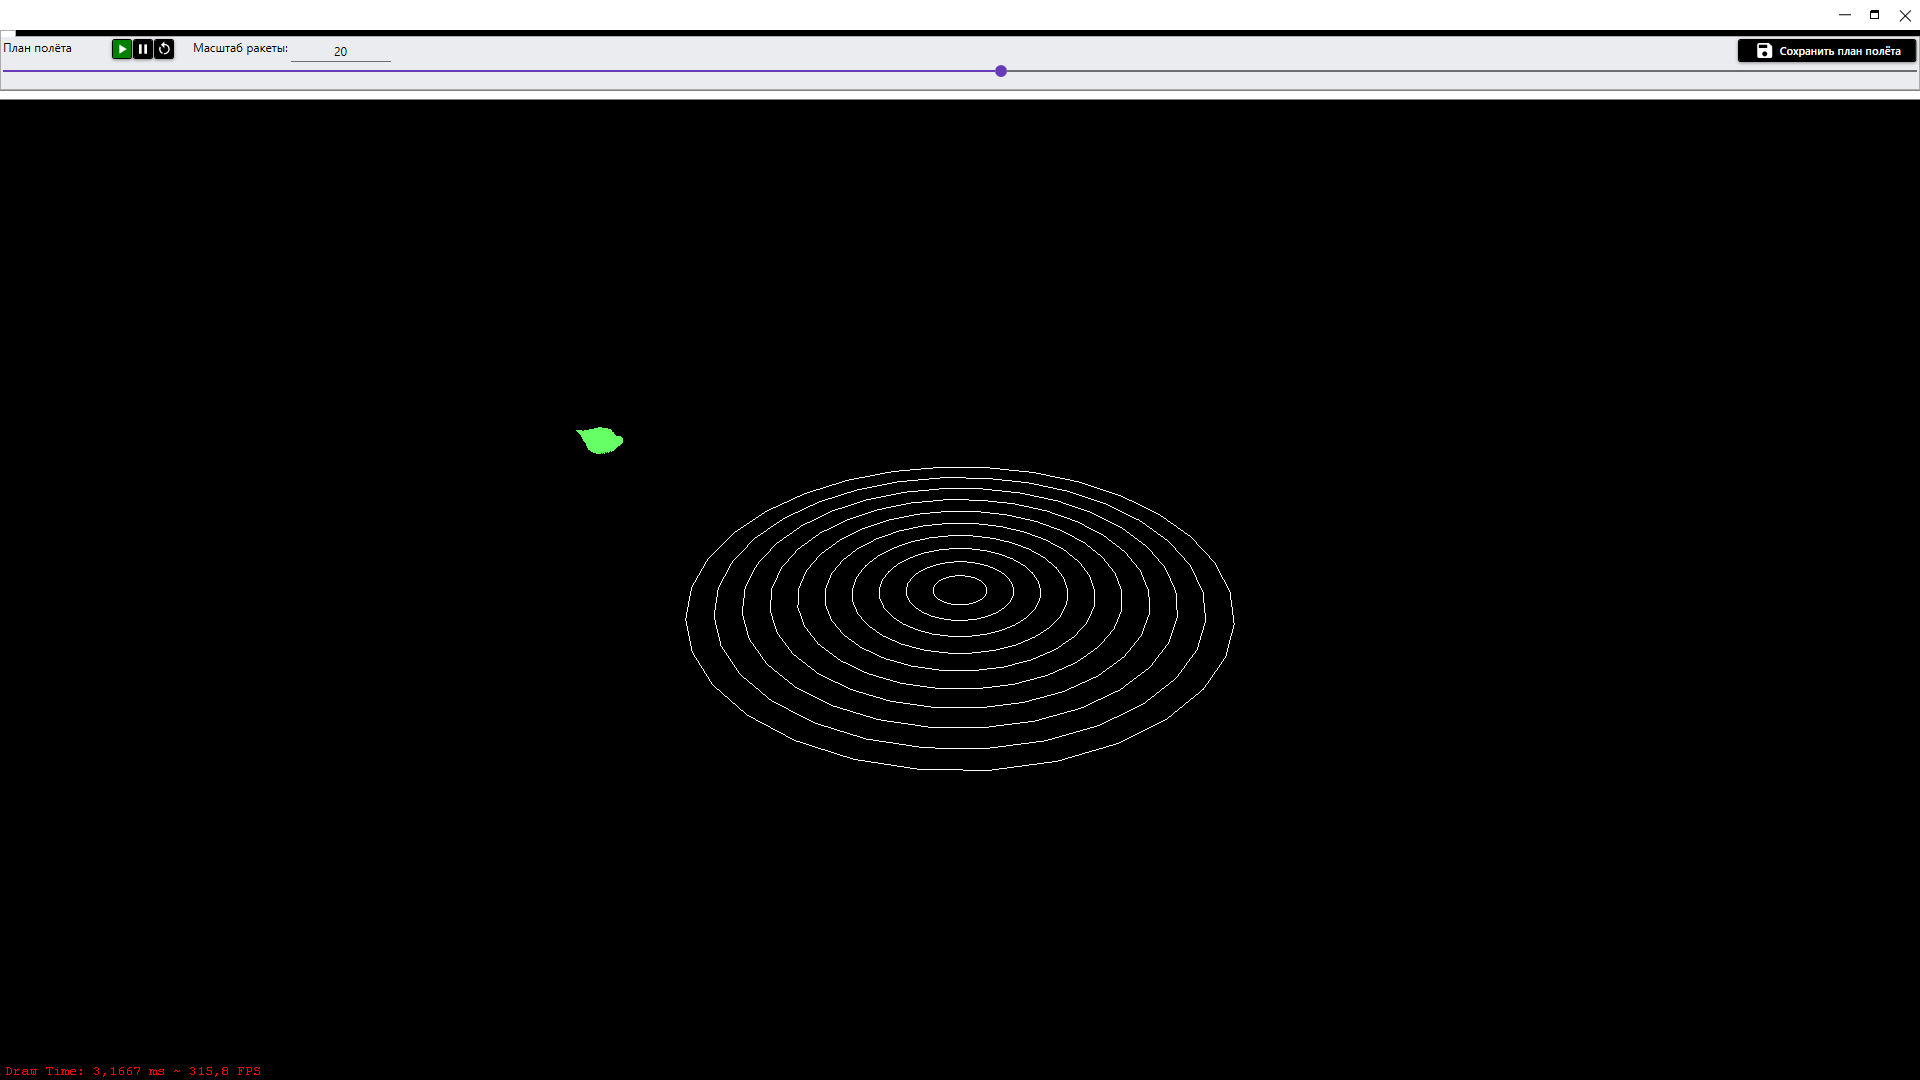 План полёта
Масштаб ракеты:
20
Сохранить план полёта
Draw Time: 3,1667 ms ~ 315,8 FPS